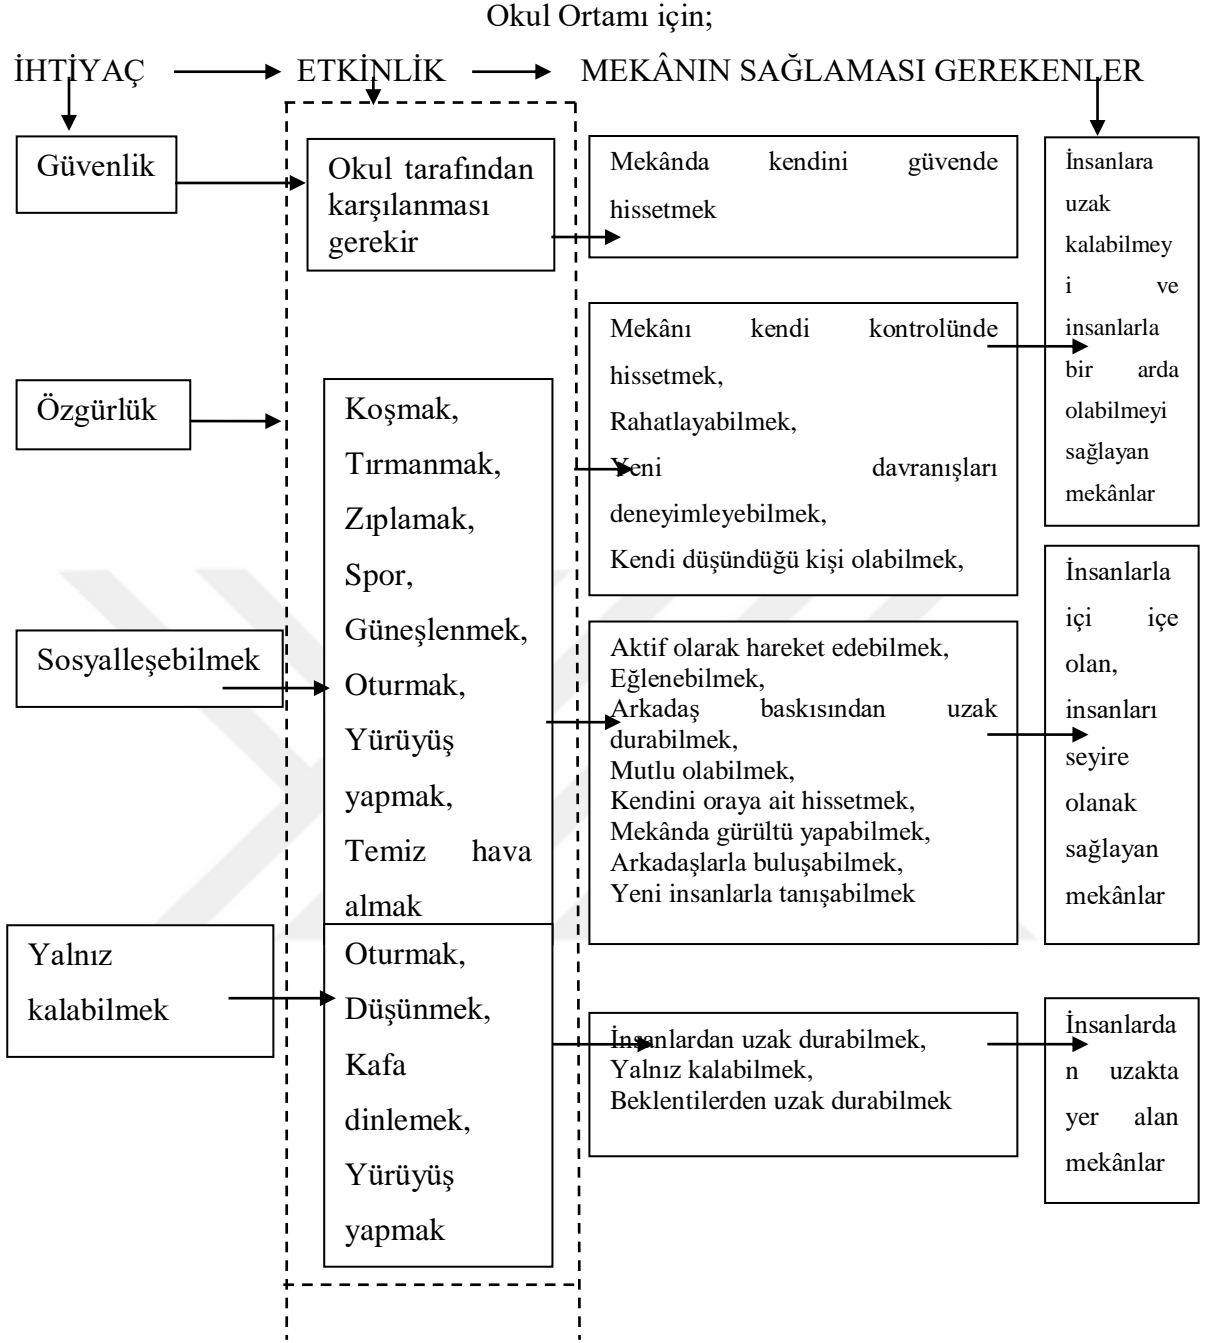 Okul Ortamı için;
İHTİYAÇ ETKİNLİK MEKÂNIN SAĞLAMASI GEREKENLER
Güvenlik
Okul tarafından
karşılanması
gerekir
Mekânda kendini güvende
hissetmek
İnsanlara
uzak
kalabilmey
i ve
insanlarla
bir arda
olabilmeyi
sağlayan
mekânlar
Özgürlük
Koşmak,
Tırmanmak,
Zıplamak,
Spor,
Güneşlenmek,
Oturmak,
Yürüyüş
yapmak,
Temiz hava
almak
Mekânı kendi kontrolünde
hissetmek,
Rahatlayabilmek,
Yeni davranışları
deneyimleyebilmek,
Kendi düşündüğü kişi olabilmek,
Sosyalleşebilmek
Aktif olarak hareket edebilmek,
Eğlenebilmek,
Arkadaş baskısından uzak
durabilmek,
Mutlu olabilmek,
Kendini oraya ait hissetmek,
Mekânda gürültü yapabilmek,
Arkadaşlarla buluşabilmek,
Yeni insanlarla tanışabilmek
İnsanlarla
içi içe
olan,
insanları
seyire
olanak
sağlayan
mekânlar
Yalnız
kalabilmek
Oturmak,
Düşünmek,
Kafa
dinlemek,
Yürüyüş
yapmak
İnsanlardan uzak durabilmek,
Yalnız kalabilmek,
Beklentilerden uzak durabilmek
İnsanlarda
n uzakta
yer alan
mekânlar